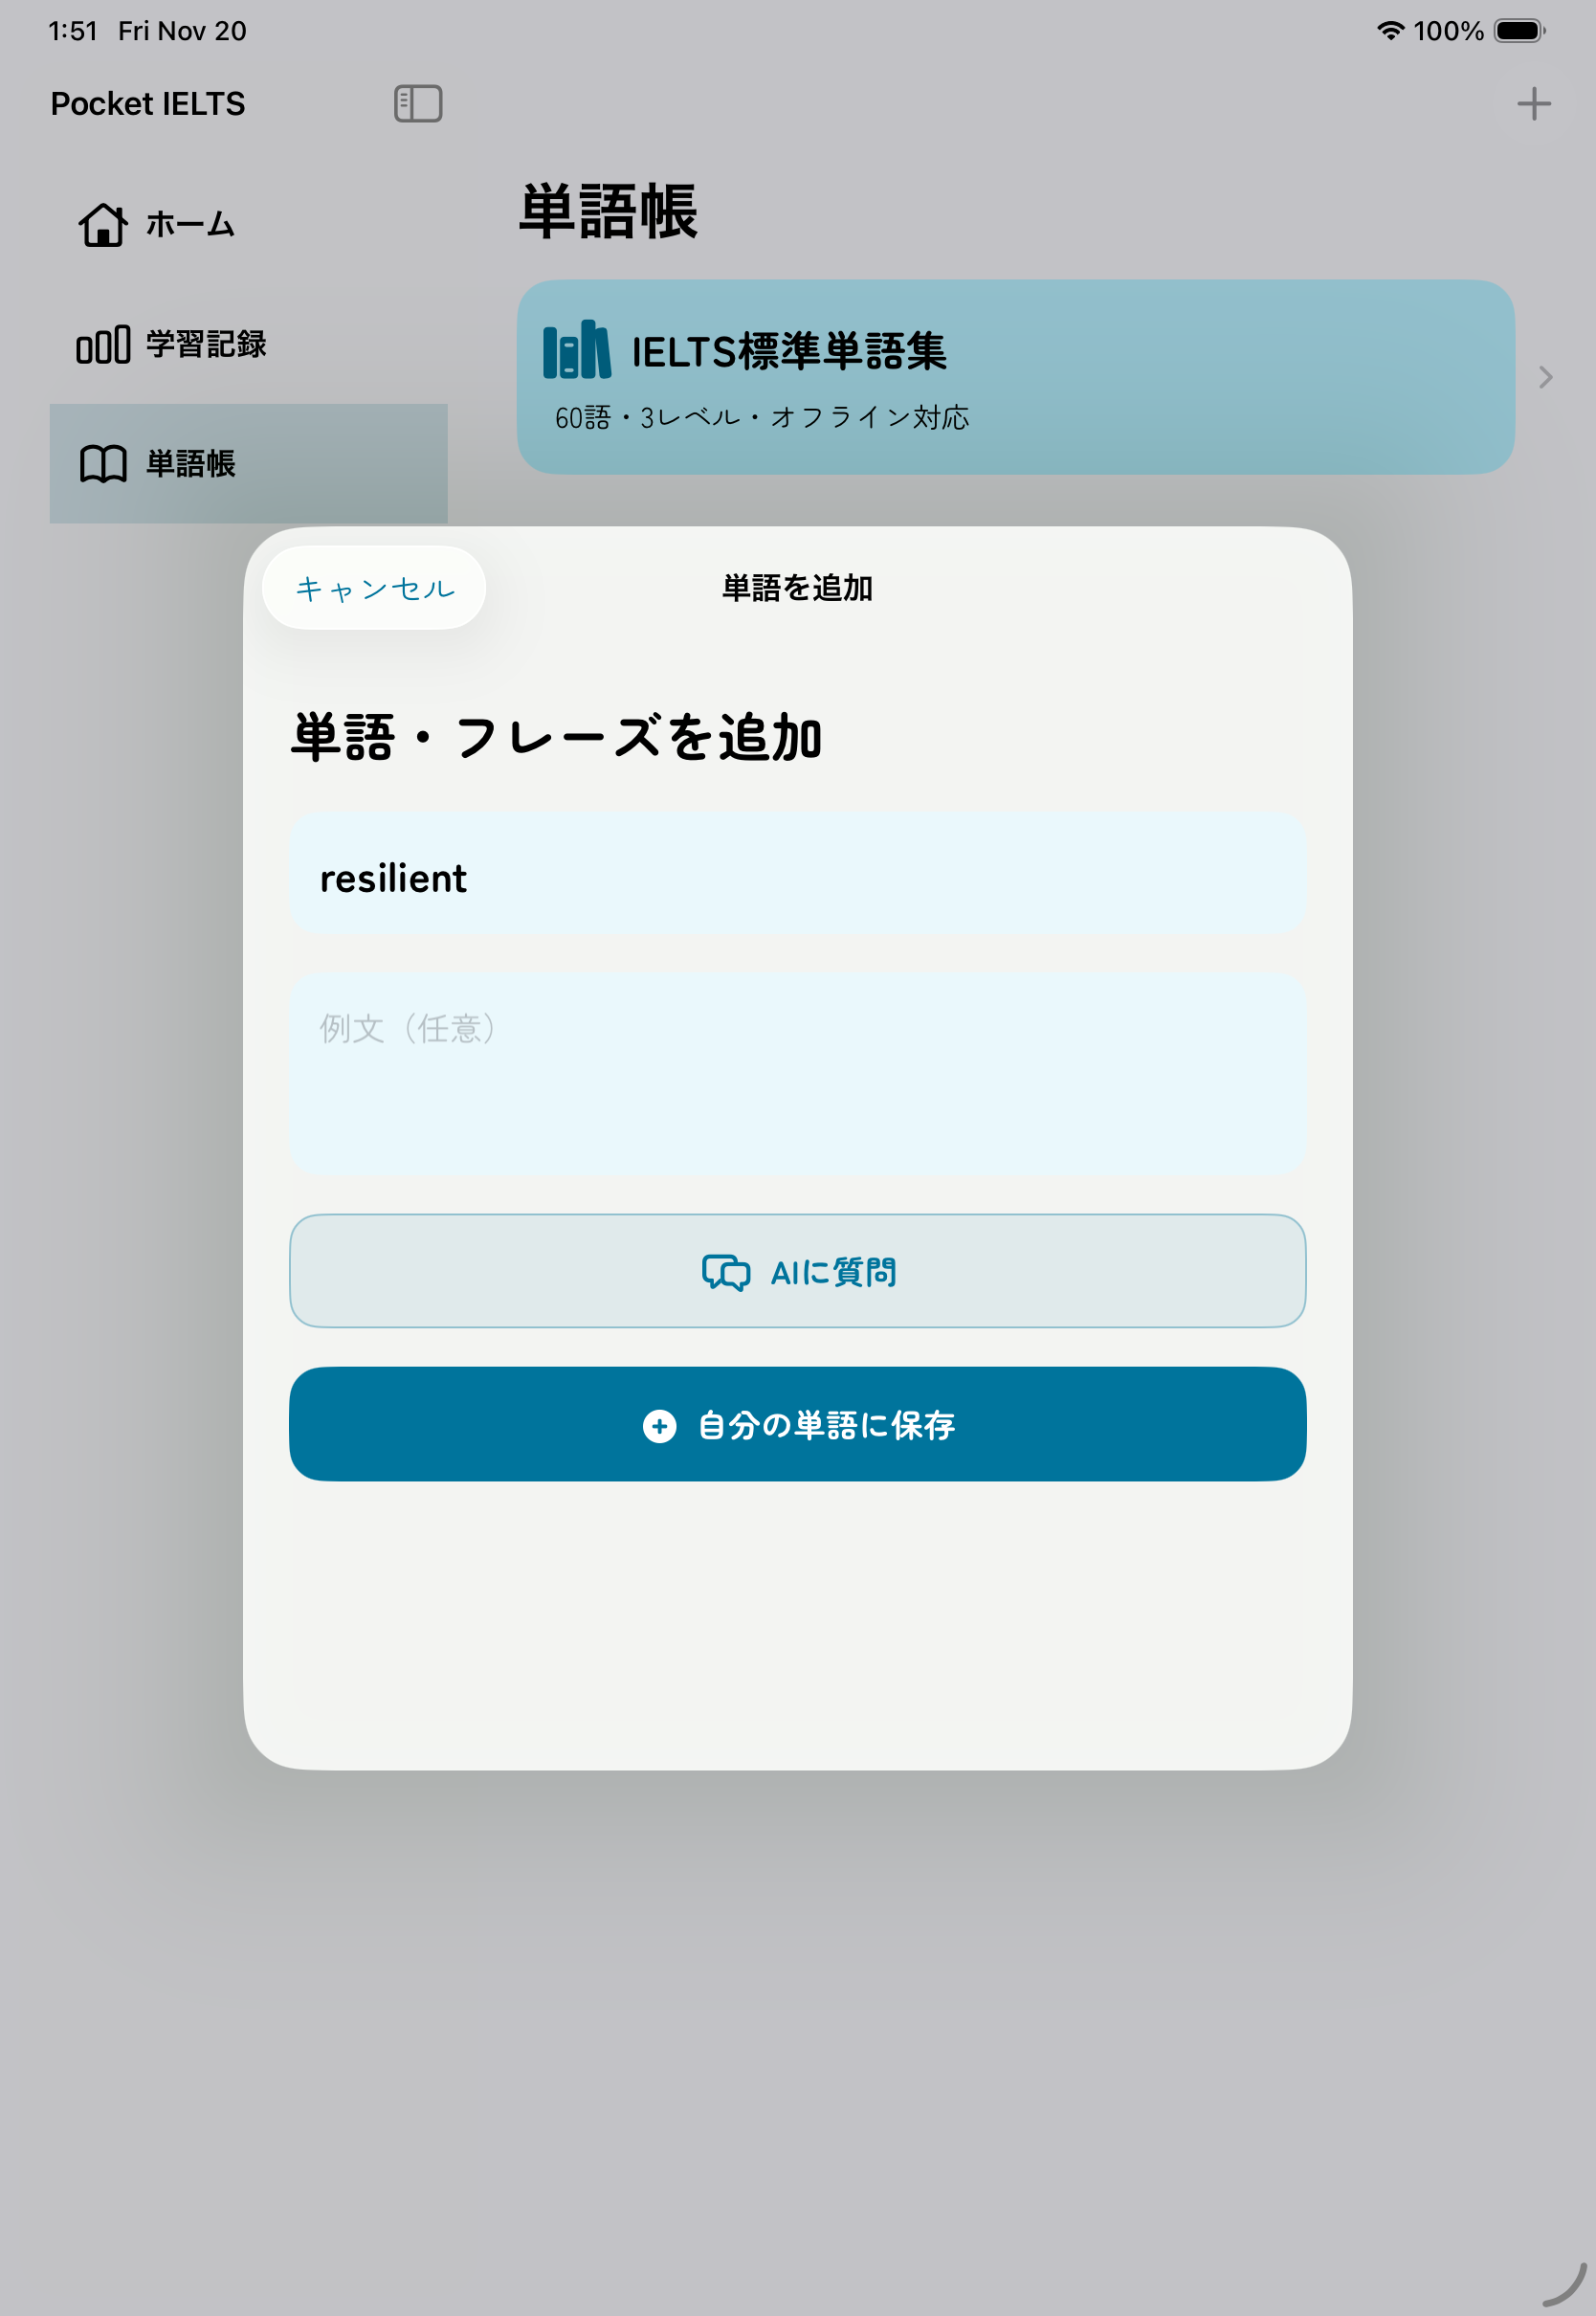 1:51 Fri Nov 20
100%
Pocket IELTS
ホーム
学習記録
単語帳
単語帳
IELTS標準単語集
60語・3レベル・オフライン対応
キャンセル
単語を追加
単語・フレーズを追加
resilient
例文（任意）
AIに質問
自分の単語に保存